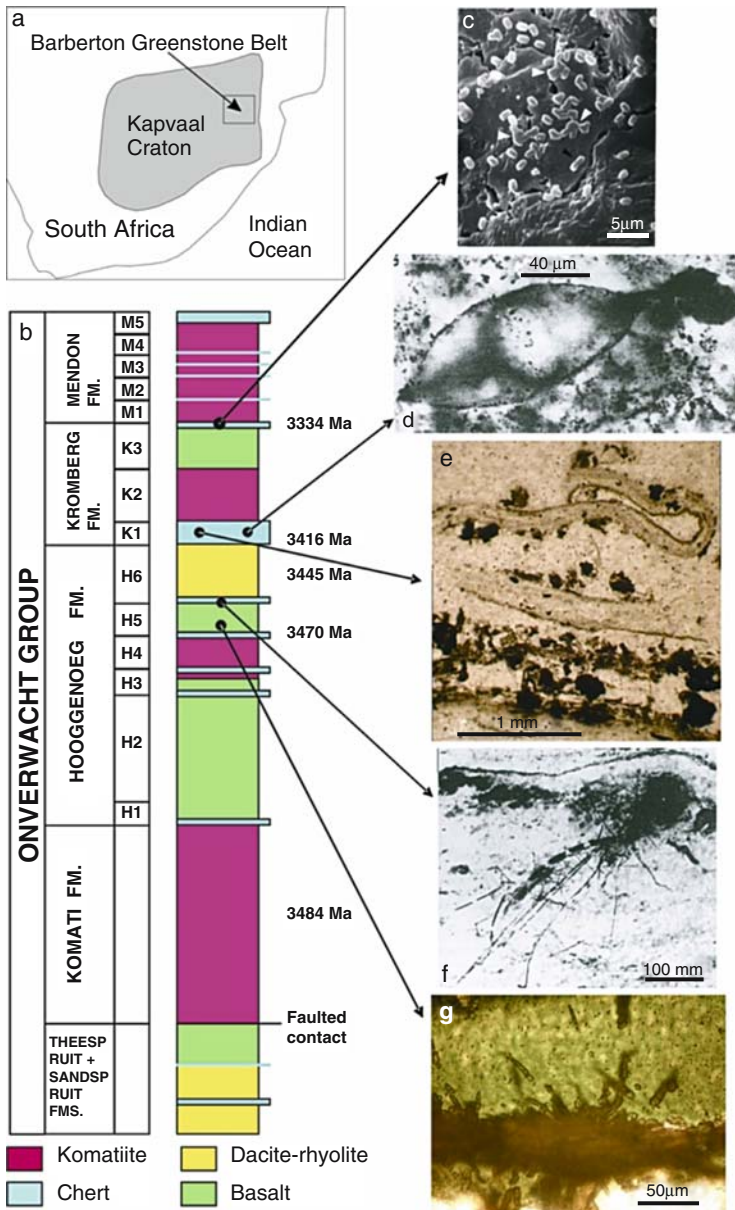 a
Barberton Greenstone Belt
Kapvaal
Craton
South Africa
Indian
Ocean
b
ONVERWACHT GROUP
MENDON
FM.
M5
M4
M3
M2
M1
KROMBERG
FM.
K3
K2
K1
HOOGGENOEG FM.
H6
H5
H4
H3
H2
H1
KOMATI FM.
THEESP
RUIT +
SANDSP
RUIT
FMS.
3334 Ma
3416 Ma
3445 Ma
3470 Ma
3484 Ma
Faulted
contact
Komatiite
Dacite-rhyolite
Chert
Basalt
c
5µm
40 µm
d
e
1 mm
f
100 mm
g
50µm